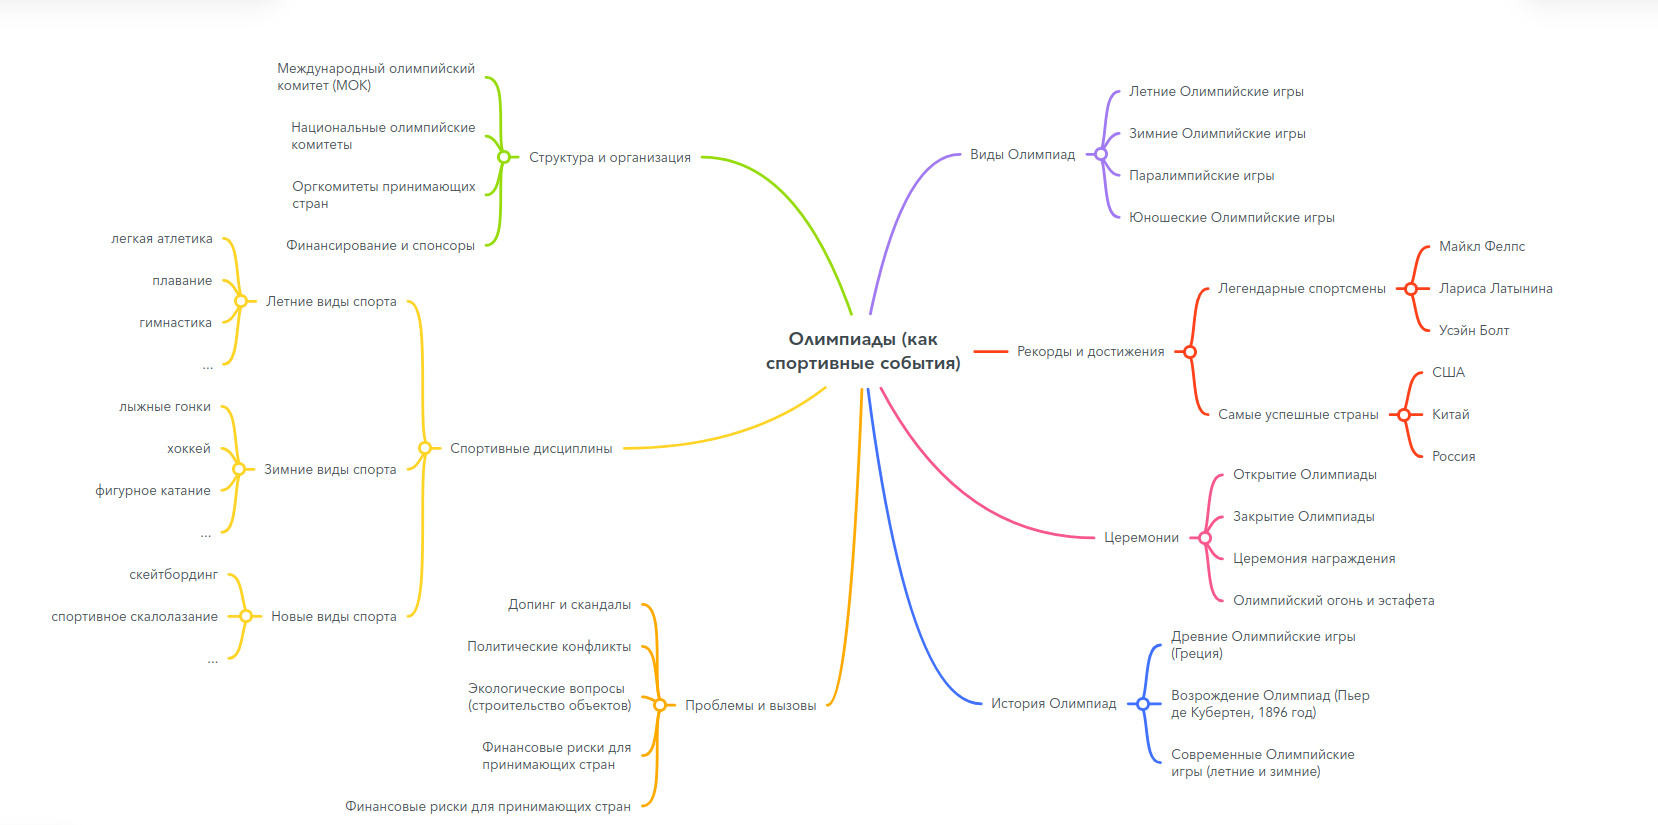 Олимпиады (как
спортивные события)
Структура и организация
Международный олимпийский
комитет (МОК)
Национальные олимпийские
комитеты
Оргкомитеты принимающих
стран
Финансирование и спонсоры
Спортивные дисциплины
Летние виды спорта
легкая атлетика
плавание
гимнастика
...
Зимние виды спорта
лыжные гонки
хоккей
фигурное катание
...
Новые виды спорта
скейтбординг
спортивное скалолазание
...
Проблемы и вызовы
Допинг и скандалы
Политические конфликты
Экологические вопросы
(строительство объектов)
Финансовые риски для
принимающих стран
Финансовые риски для принимающих стран
Виды Олимпиад
Летние Олимпийские игры
Зимние Олимпийские игры
Паралимпийские игры
Юношеские Олимпийские игры
Рекорды и достижения
Легендарные спортсмены
Майкл Фелпс
Лариса Латынина
Усэйн Болт
Самые успешные страны
США
Китай
Россия
Церемонии
Открытие Олимпиады
Закрытие Олимпиады
Церемония награждения
Олимпийский огонь и эстафета
История Олимпиад
Древние Олимпийские игры
(Греция)
Возрождение Олимпиад (Пьер
де Кубертен, 1896 год)
Современные Олимпийские
игры (летние и зимние)